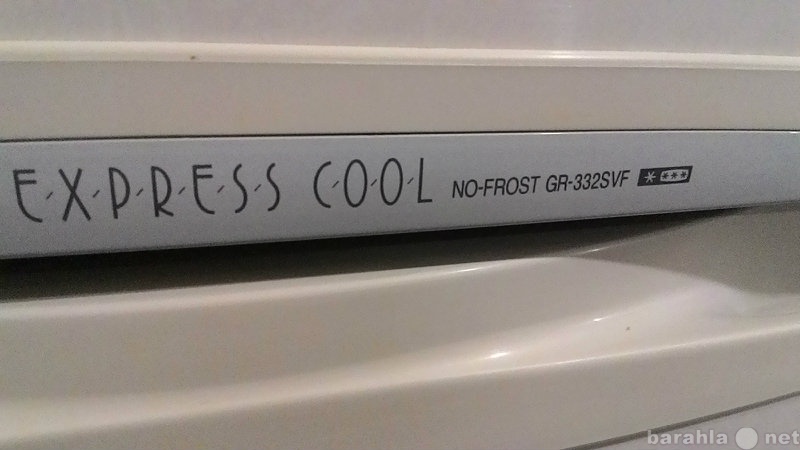 E·X·P·R·E·S·S C·O·O·L NO-FROST GR-332SVF * ***
barahla net